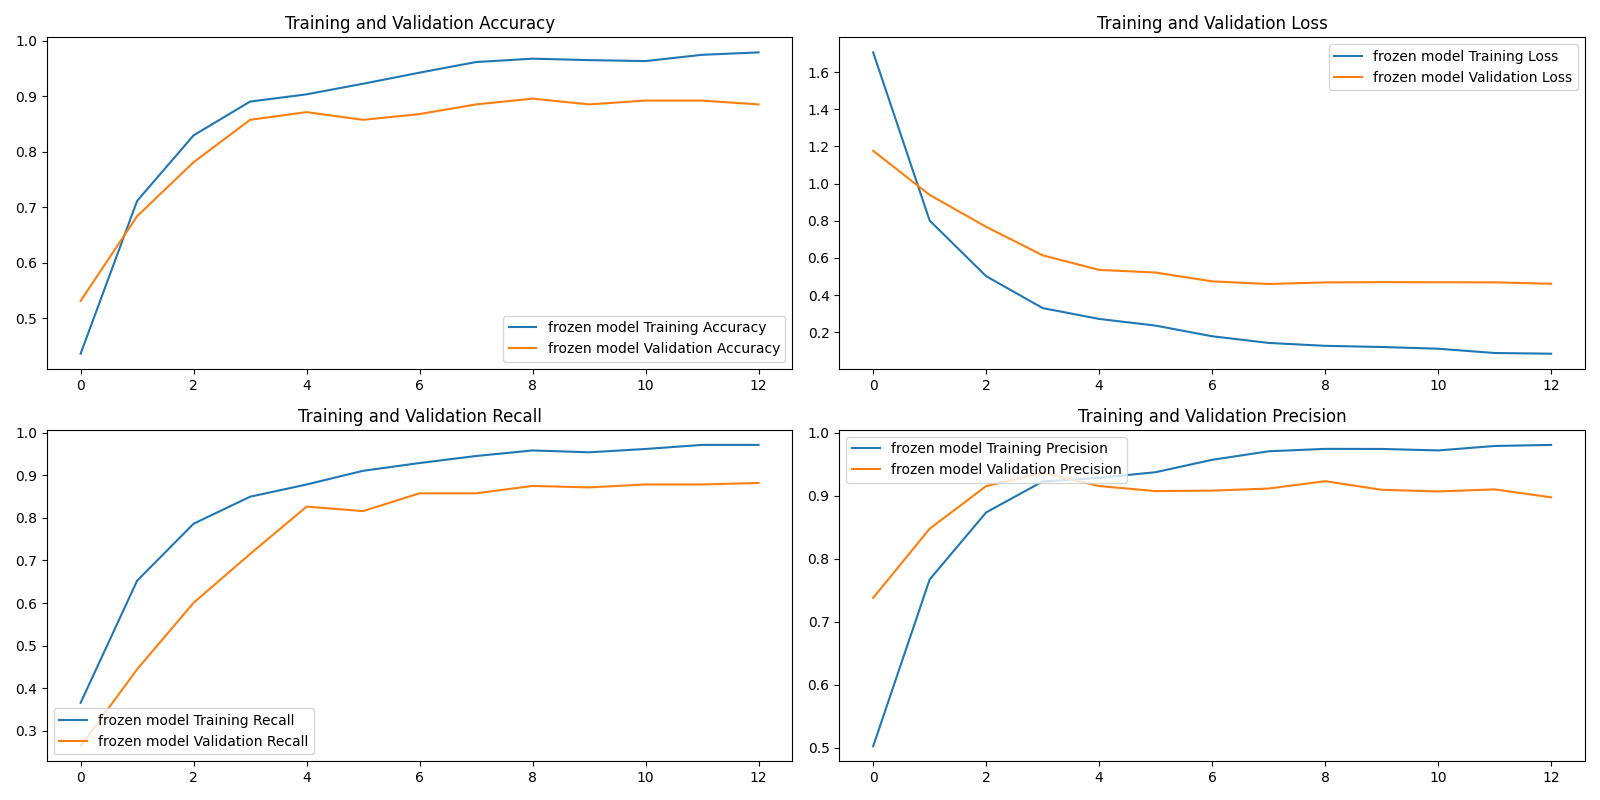 Training and Validation Accuracy
1.0
0.9
0.8
0.7
0.6
0.5
frozen model Training Accuracy
frozen model Validation Accuracy
0 2 4 6 8 10 12
Training and Validation Loss
1.6
1.4
1.2
1.0
0.8
0.6
0.4
0.2
frozen model Training Loss
frozen model Validation Loss
0 2 4 6 8 10 12
Training and Validation Recall
1.0
0.9
0.8
0.7
0.6
0.5
0.4
0.3
frozen model Training Recall
frozen model Validation Recall
0 2 4 6 8 10 12
Training and Validation Precision
1.0
0.9
0.8
0.7
0.6
0.5
frozen model Training Precision
frozen model Validation Precision
0 2 4 6 8 10 12